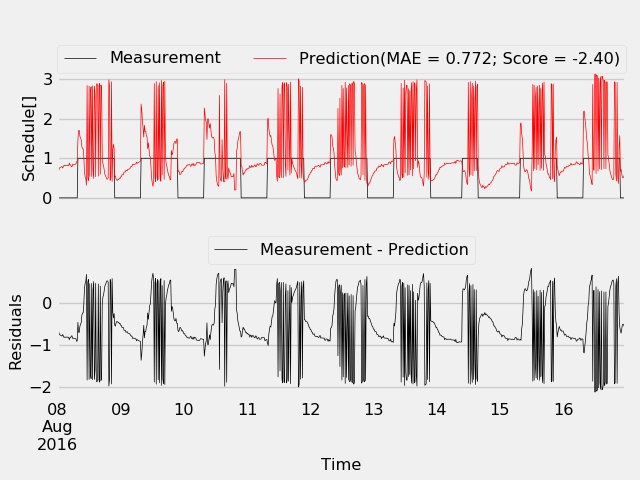 Measurement
Prediction(MAE = 0.772; Score = -2.40)
Schedule[]
3
2
1
0
Measurement - Prediction
Residuals
0
−1
−2
08 09 10 11 12 13 14 15 16
Aug
2016
Time